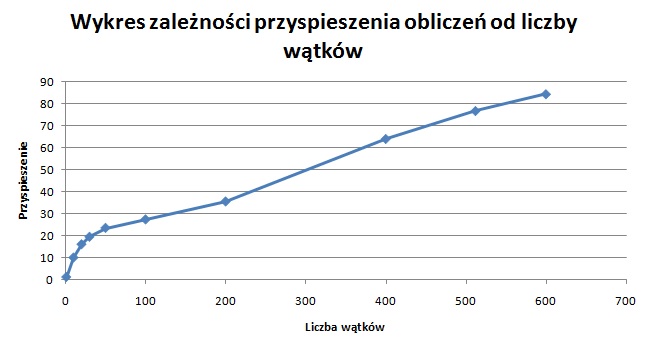 Wykres zależności przyspieszenia obliczeń od liczby
wątków
90
80
70
60
50
40
30
20
10
0
Przyspieszenie
0 100 200 300 400 500 600 700
Liczba wątków